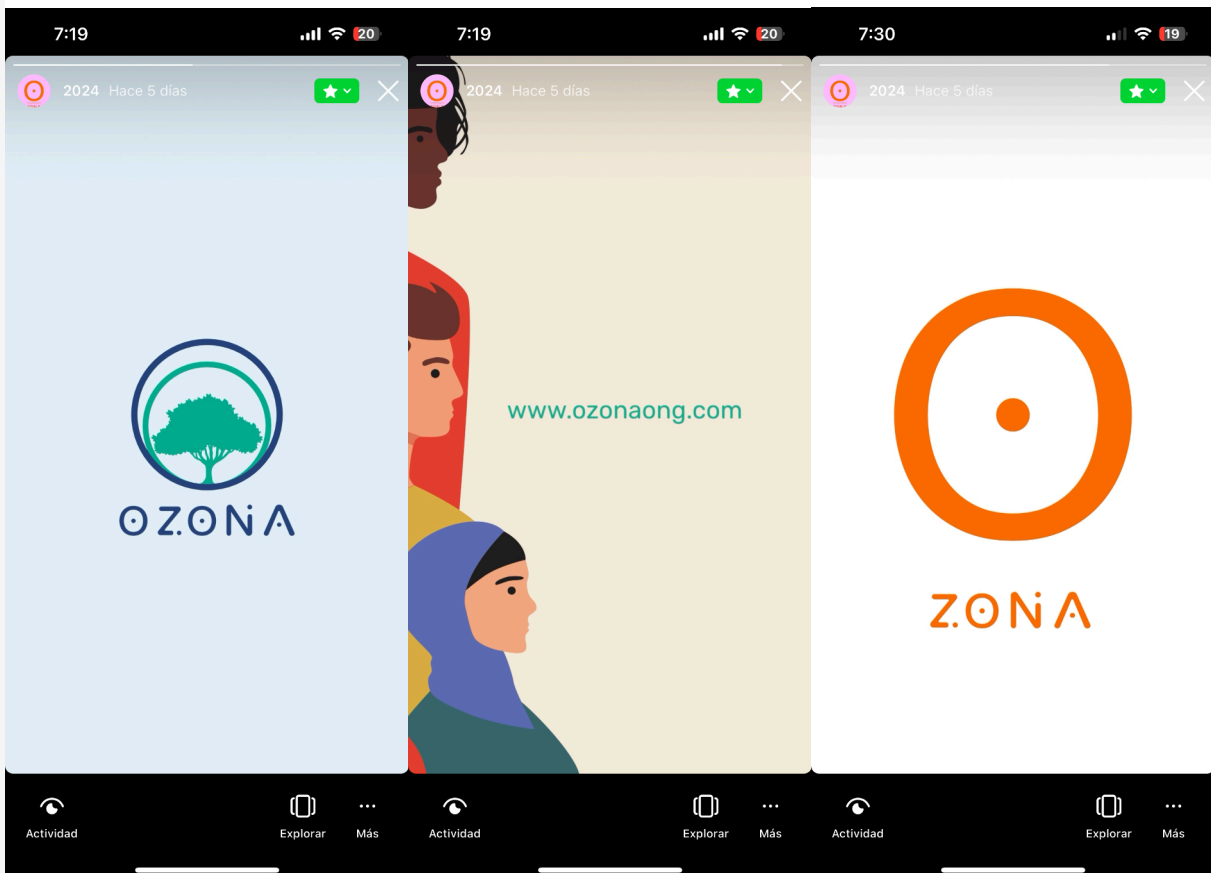 7:19
20
2024 Hace 5 días
OZONA
Actividad
Explorar
Más
7:19
20
2024 Hace 5 días
www.ozonaong.com
Actividad
Explorar
Más
7:30
19
2024 Hace 5 días
O
ZONA
Actividad
Explorar
Más